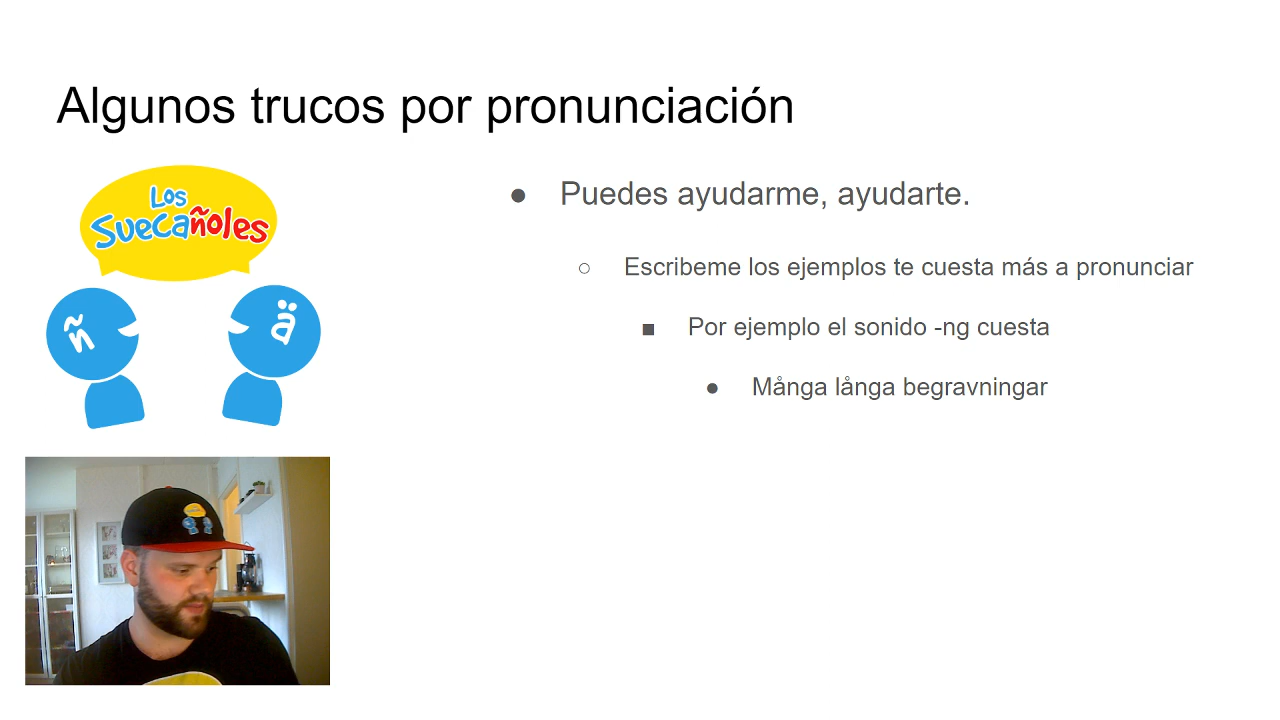 Algunos trucos por pronunciación
Los
Suecañoles
ñ
ä
Puedes ayudarme, ayudarte.
Escribeme los ejemplos te cuesta más a pronunciar
Por ejemplo el sonido -ng cuesta
Många långa begravningar